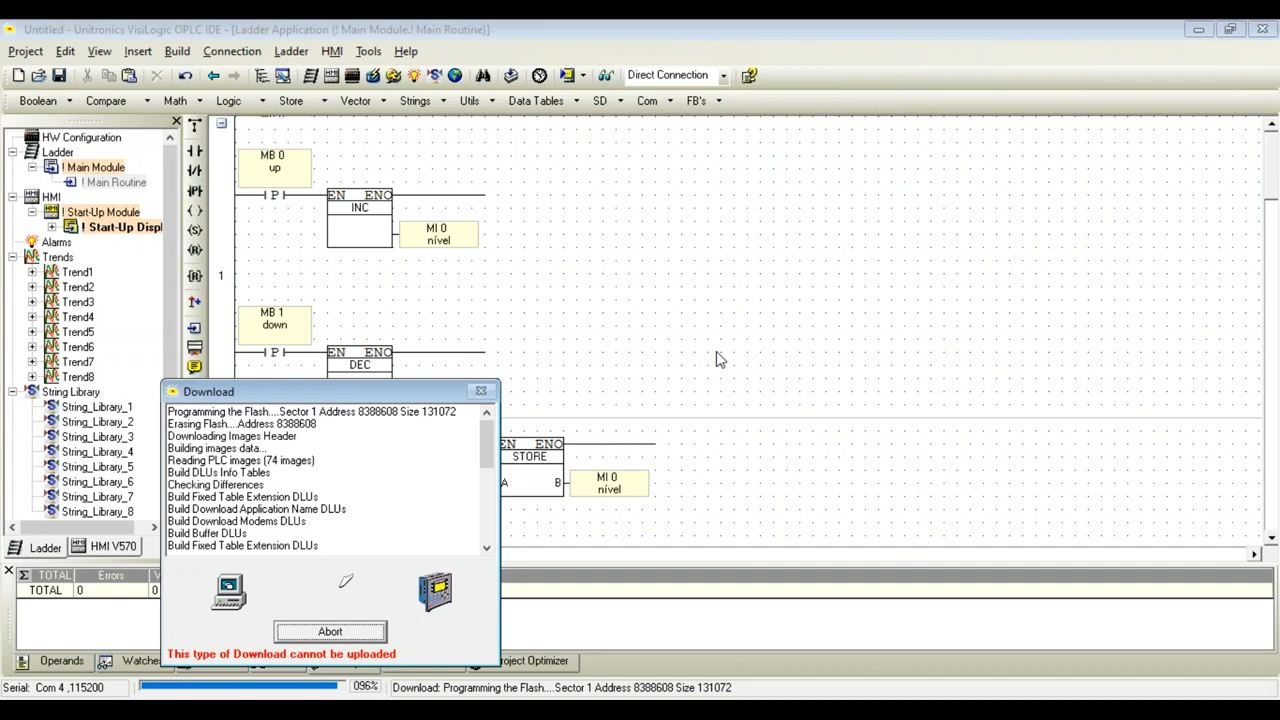 Untitled - Unitronics VisiLogic OPLC IDE - [Ladder Application (! Main Module.! Main Routine)]
Project Edit View Insert Build Connection Ladder HMI Tools Help
Direct Connection
Boolean Compare Math Logic Store Vector Strings Utils Data Tables SD Com FB's
HW Configuration
Ladder
! Main Module
! Main Routine
HMI
! Start-Up Module
! Start-Up Displ
Alarms
Trends
Trend1
Trend2
Trend3
Trend4
Trend5
Trend6
Trend7
Trend8
String Library
String_Library_1
String_Library_2
String_Library_3
String_Library_4
String_Library_5
String_Library_6
String_Library_7
String_Library_8
Ladder HMI V570
MB 0
up
P
EN ENO
INC
MI 0
nível
1
MB 1
down
P
EN ENO
DEC
EN ENO
STORE
A B
MI 0
nível
Download
Programming the Flash....Sector 1 Address 8388608 Size 131072
Erasing Flash....Address 8388608
Downloading Images Header
Building images data...
Reading PLC images (74 images)
Build DLUs Info Tables
Checking Differences
Build Fixed Table Extension DLUs
Build Download Application Name DLUs
Build Download Modems DLUs
Build Buffer DLUs
Build Fixed Table Extension DLUs
Abort
This type of Download cannot be uploaded
Σ TOTAL Errors
TOTAL 0 0
Operands Watches Project Optimizer
Serial: Com 4 ,115200 096% Download: Programming the Flash....Sector 1 Address 8388608 Size 131072